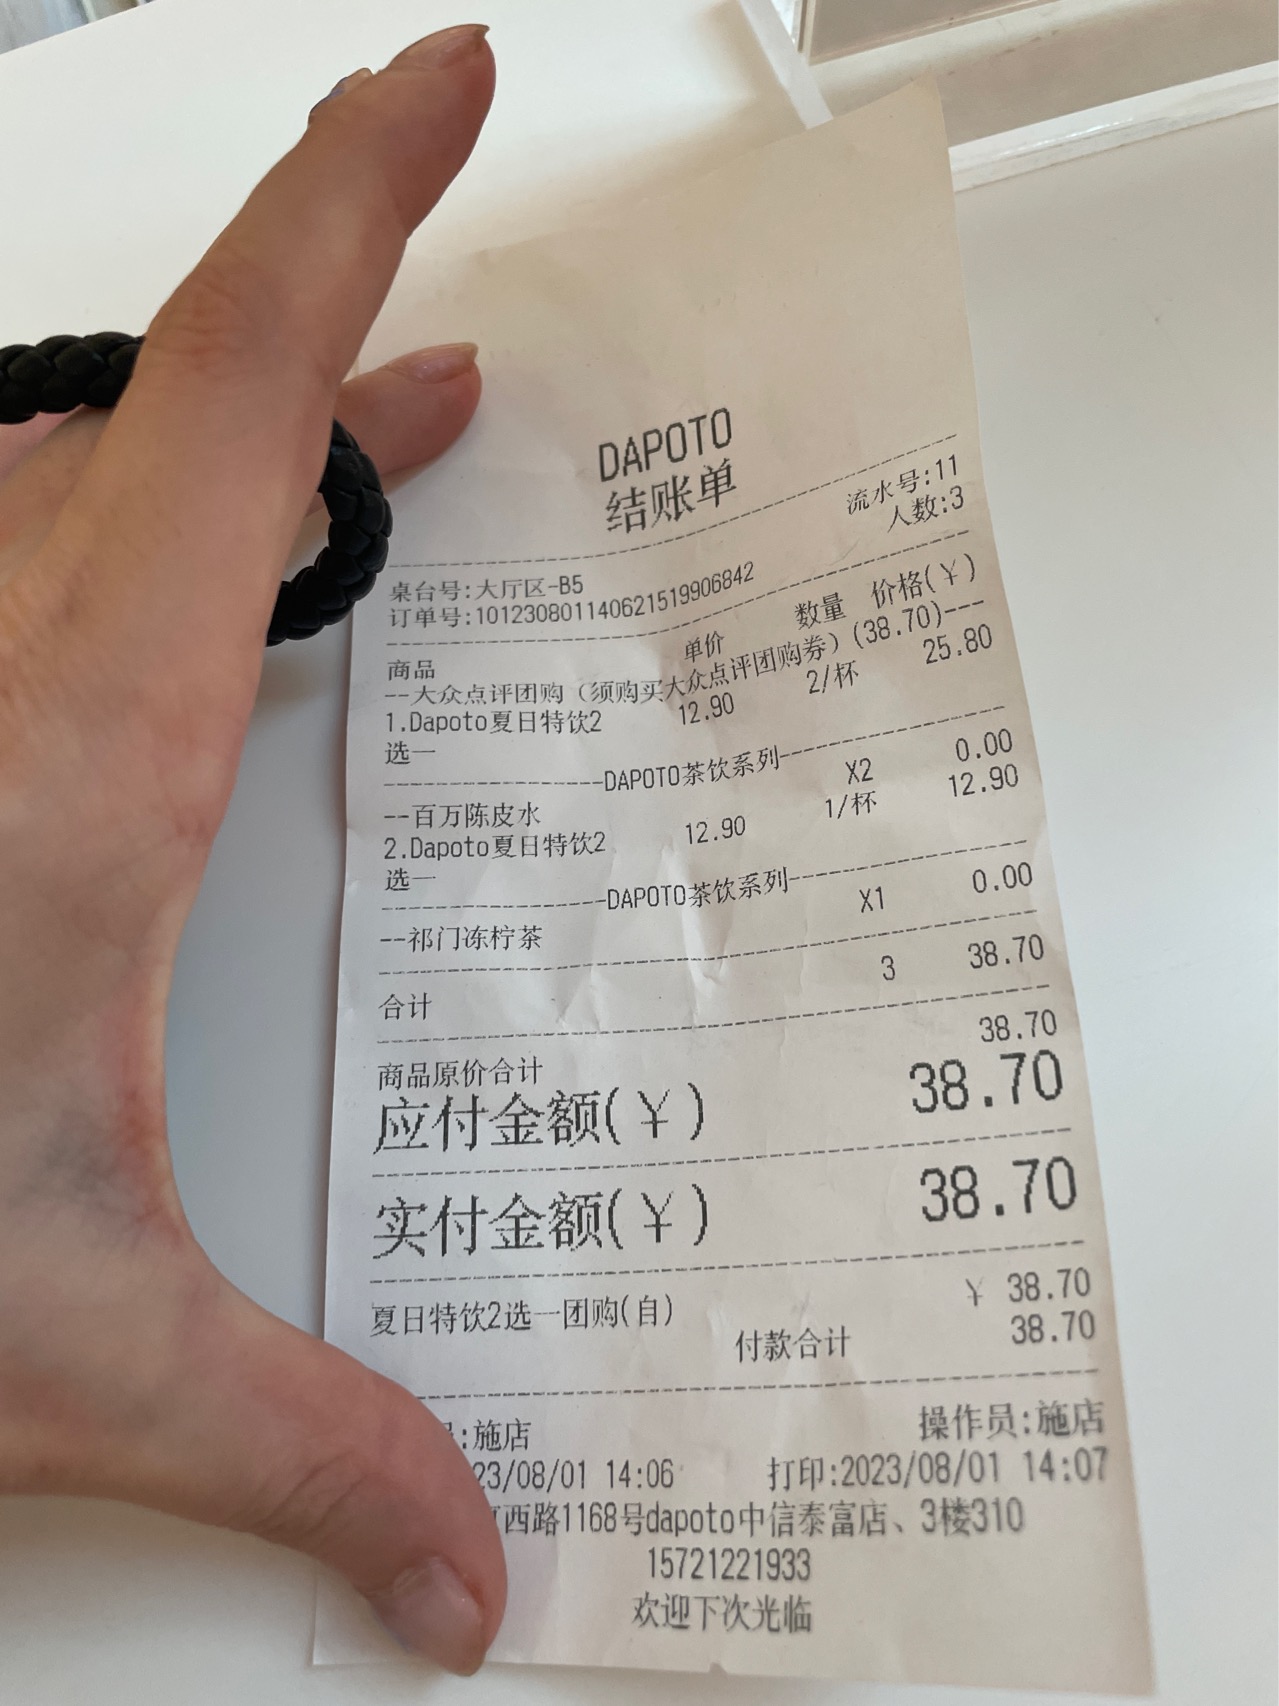 DAPOTO
结账单
流水号:11
桌台号:大厅区-B5 人数:3
订单号:101230801140621519906842
商品 单价 数量 价格(￥)
--大众点评团购（须购买大众点评团购券）(38.70)---
1.Dapoto夏日特饮2 12.90 2/杯 25.80
选一
----------------DAPOTO茶饮系列----------------
--百万陈皮水 X2 0.00
2.Dapoto夏日特饮2 12.90 1/杯 12.90
选一
----------------DAPOTO茶饮系列----------------
--祁门冻柠茶 X1 0.00
合计 3 38.70
商品原价合计 38.70
应付金额(￥) 38.70
实付金额(￥) 38.70
夏日特饮2选一团购(自) ￥ 38.70
付款合计 38.70
:施店 操作员:施店
23/08/01 14:06 打印:2023/08/01 14:07
西路1168号dapoto中信泰富店、3楼310
15721221933
欢迎下次光临